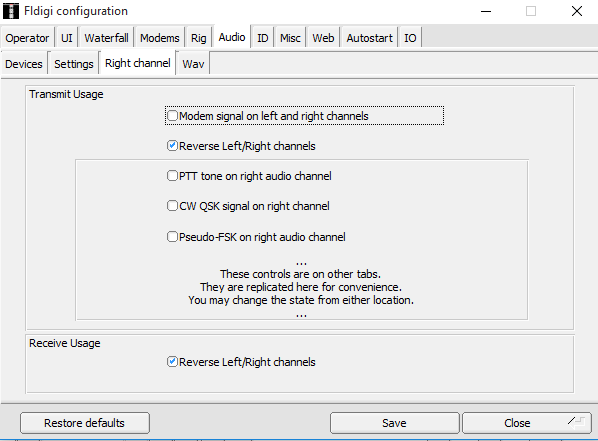 Fldigi configuration
Operator UI Waterfall Modems Rig Audio ID Misc Web Autostart IO
Devices Settings Right channel Wav
Transmit Usage
Modem signal on left and right channels
Reverse Left/Right channels
PTT tone on right audio channel
CW QSK signal on right channel
Pseudo-FSK on right audio channel
...
These controls are on other tabs.
They are replicated here for convenience.
You may change the state from either location.
...
Receive Usage
Reverse Left/Right channels
Restore defaults Save Close